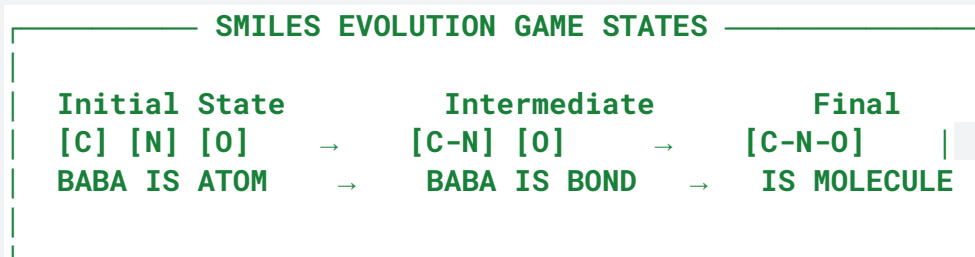 SMILES EVOLUTION GAME STATES
Initial State Intermediate Final
[C] [N] [O] → [C-N] [O] → [C-N-O] |
BABA IS ATOM → BABA IS BOND → IS MOLECULE